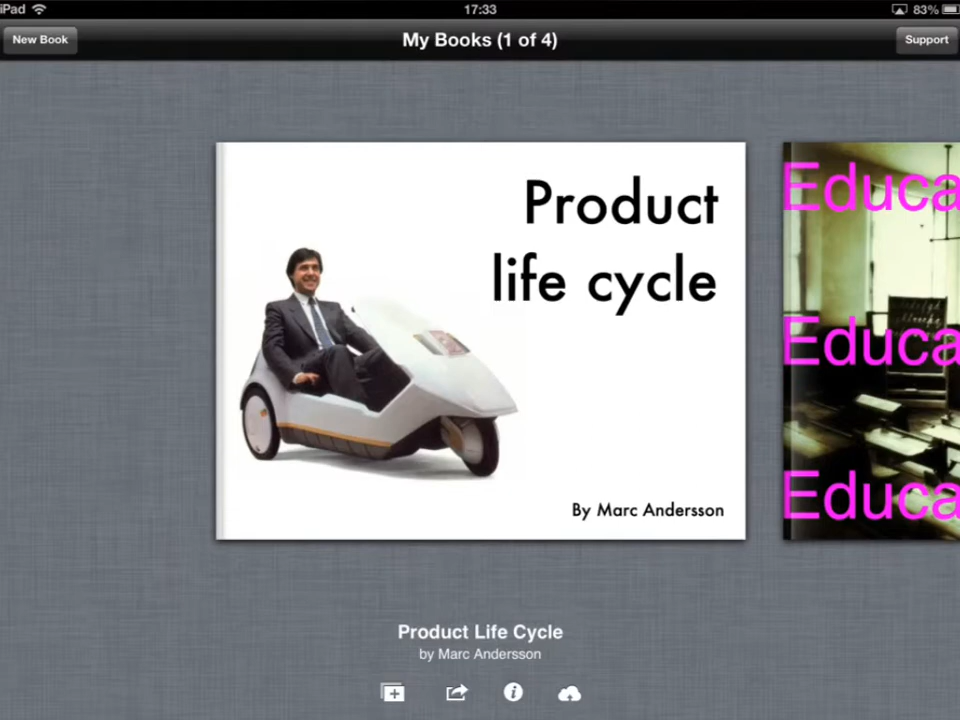 iPad 17:33 83%
New Book My Books (1 of 4) Support
Product
life cycle
By Marc Andersson
Educa
Educa
Educa
Product Life Cycle
by Marc Andersson